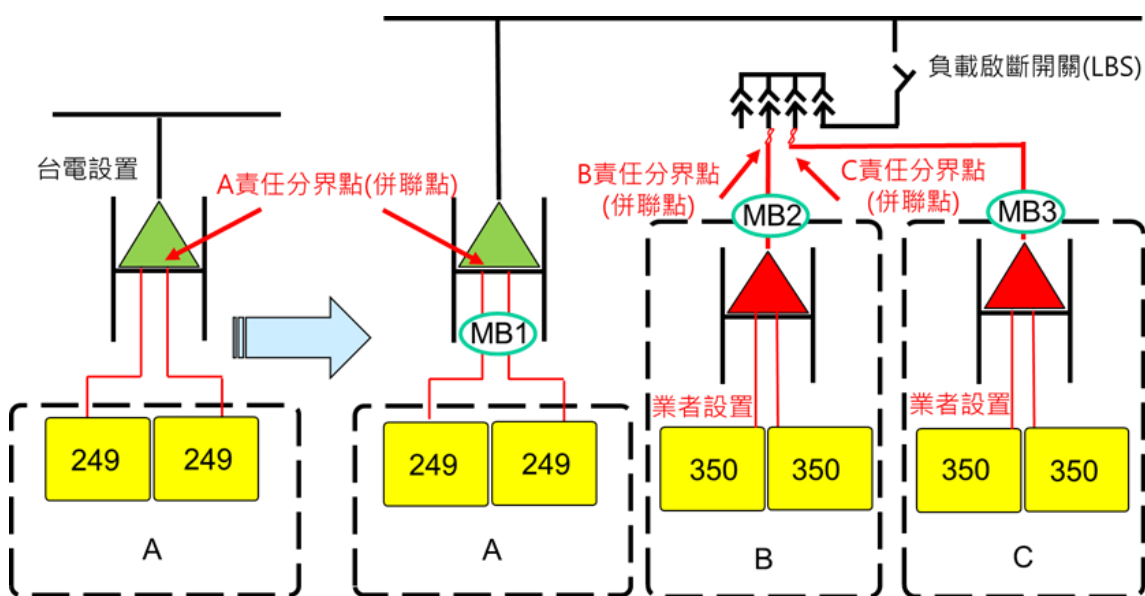 負載啟斷開關(LBS)
台電設置
A責任分界點(併聯點)
B責任分界點
(併聯點)
C責任分界點
(併聯點)
MB1
MB2
MB3
業者設置
業者設置
249
249
249
249
350
350
350
350
A
A
B
C